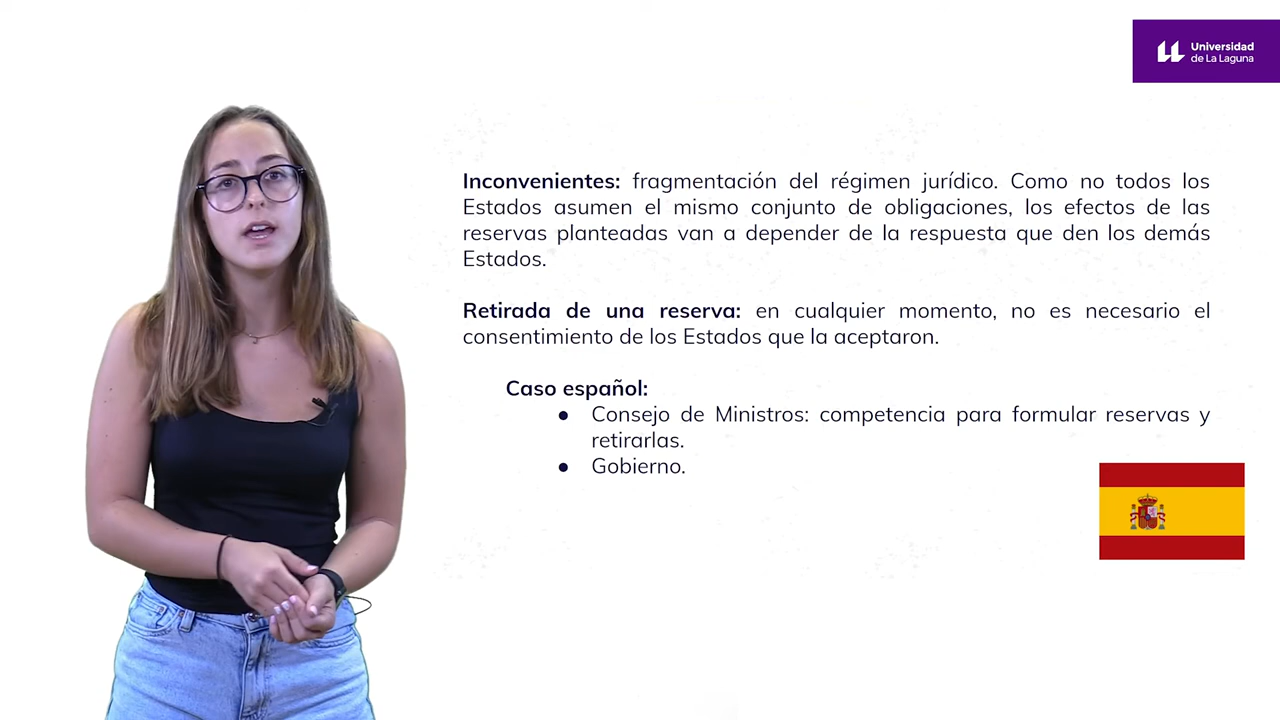 Universidad
de La Laguna
Inconvenientes: fragmentación del régimen jurídico. Como no todos los
Estados asumen el mismo conjunto de obligaciones, los efectos de las
reservas planteadas van a depender de la respuesta que den los demás
Estados.
Retirada de una reserva: en cualquier momento, no es necesario el
consentimiento de los Estados que la aceptaron.
Caso español:
● Consejo de Ministros: competencia para formular reservas y
retirarlas.
● Gobierno.